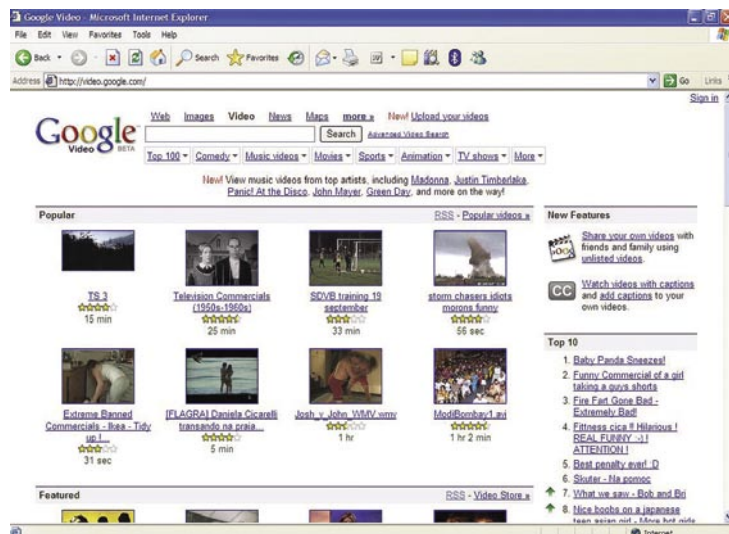 Google Video - Microsoft Internet Explorer
File Edit View Favorites Tools Help
Back Search Favorites
Address http://video.google.com/ Go Links
Sign in
Web Images Video News Maps more » New! Upload your videos
Google
Video BETA
Search Advanced Video Search
Top 100 Comedy Music videos Movies Sports Animation TV shows More
New! View music videos from top artists, including Madonna, Justin Timberlake,
Panic! At the Disco, John Mayer, Green Day, and more on the way!
Popular RSS - Popular videos »
TS 3
15 min
Television Commercials
(1950s-1960s)
25 min
SDVB training 19
september
33 min
storm chasers idiots
morons funny
56 sec
Extreme Banned
Commercials - Ikea - Tidy
up !...
31 sec
[FLAGRA] Daniela Cicarelli
transando na praia...
5 min
Josh_y_John_WMV.wmv
1 hr
ModiBombay1.avi
1 hr 2 min
Featured RSS - Video Store »
New Features
Share your own videos with
friends and family using
unlisted videos.
CC
Watch videos with captions
and add captions to your
own videos.
Top 10
1. Baby Panda Sneezes!
2. Funny Commercial of a girl
taking a guys shorts
3. Fire Fart Gone Bad -
Extremely Bad!
4. Fittness cica !! Hilarious !
REAL FUNNY :-) !
ATTENTION !
5. Best penalty ever! :D
6. Skuter - Na pomoc
7. What we saw - Bob and Bri
8. Nice boobs on a japanese
teen asian girl - More hot girls
Internet